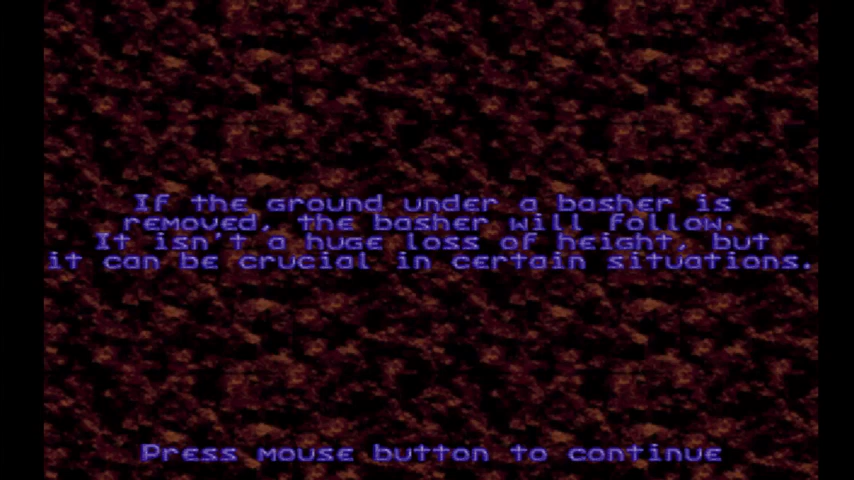 If the ground under a basher is
removed, the basher will follow.
It isn't a huge loss of height, but
it can be crucial in certain situations.
Press mouse button to continue